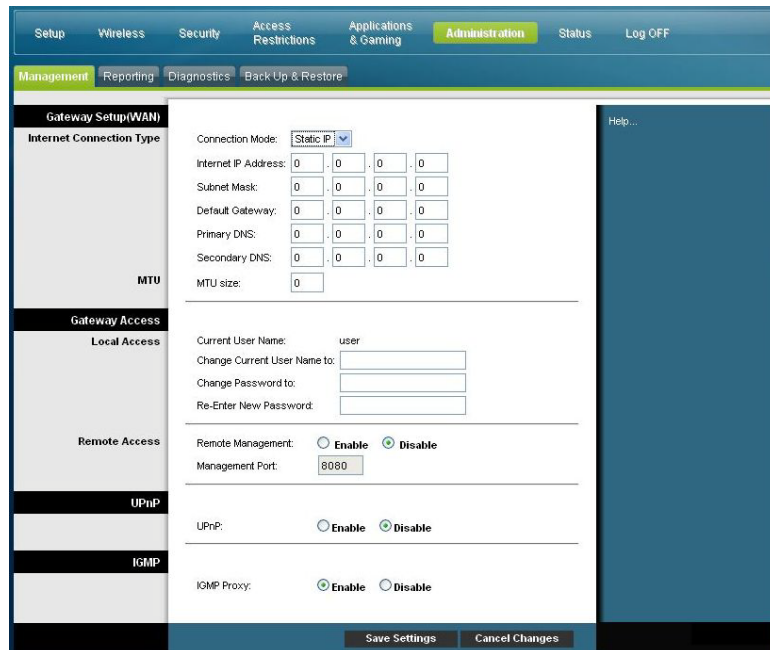 Setup Wireless Security Access Restrictions Applications & Gaming Administration Status Log OFF
Management Reporting Diagnostics Back Up & Restore
Gateway Setup(WAN)
Help...
Internet Connection Type
Connection Mode: Static IP
Internet IP Address: 0 . 0 . 0 . 0
Subnet Mask: 0 . 0 . 0 . 0
Default Gateway: 0 . 0 . 0 . 0
Primary DNS: 0 . 0 . 0 . 0
Secondary DNS: 0 . 0 . 0 . 0
MTU
MTU size: 0
Gateway Access
Local Access
Current User Name: user
Change Current User Name to:
Change Password to:
Re-Enter New Password:
Remote Access
Remote Management: Enable Disable
Management Port: 8080
UPnP
UPnP: Enable Disable
IGMP
IGMP Proxy: Enable Disable
Save Settings Cancel Changes